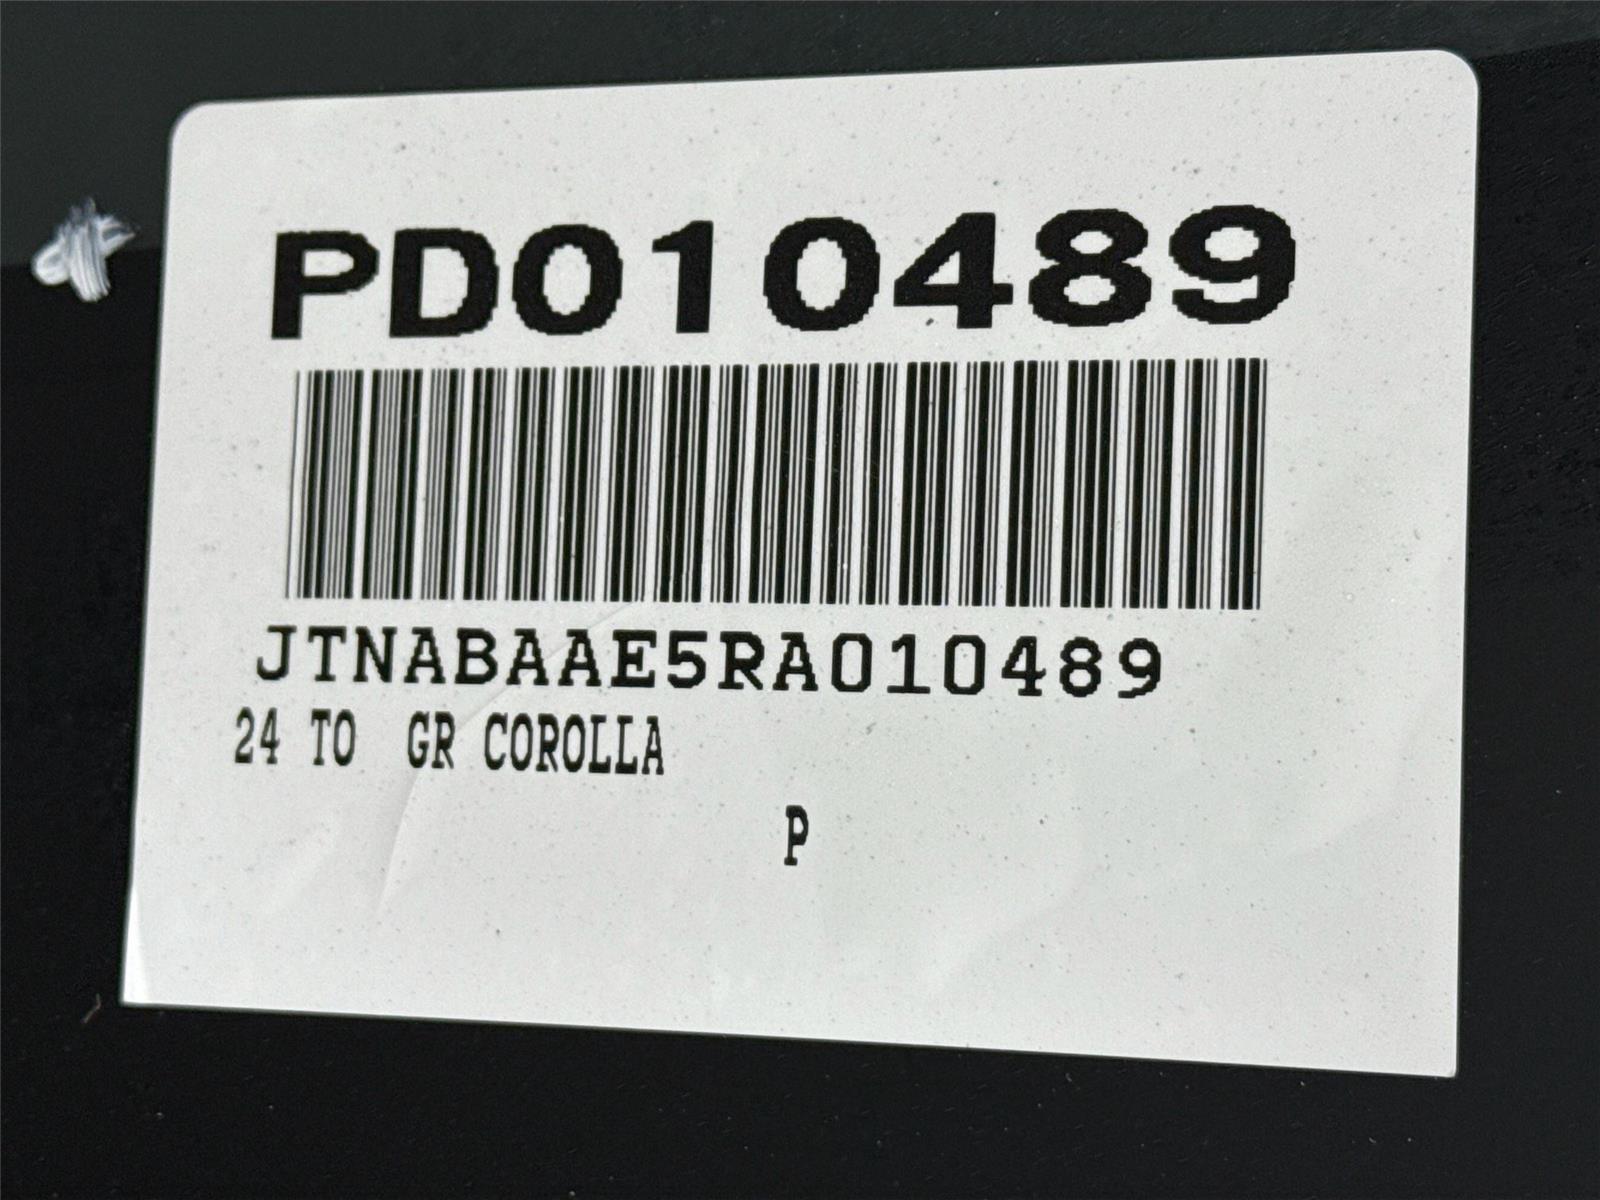 PD010489
JTNABAAE5RA010489
24 TO GR COROLLA
P